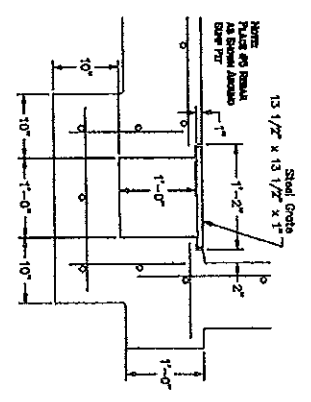 Steel Grate
13 1/2" x 13 1/2" x 1"
NOTE:
PLACE #5 REBAR
AS SHOWN AROUND
SUMP PIT
1'-2"
2"
1"
1'-0"
1'-0"
10"
10"
1'-0"
10"